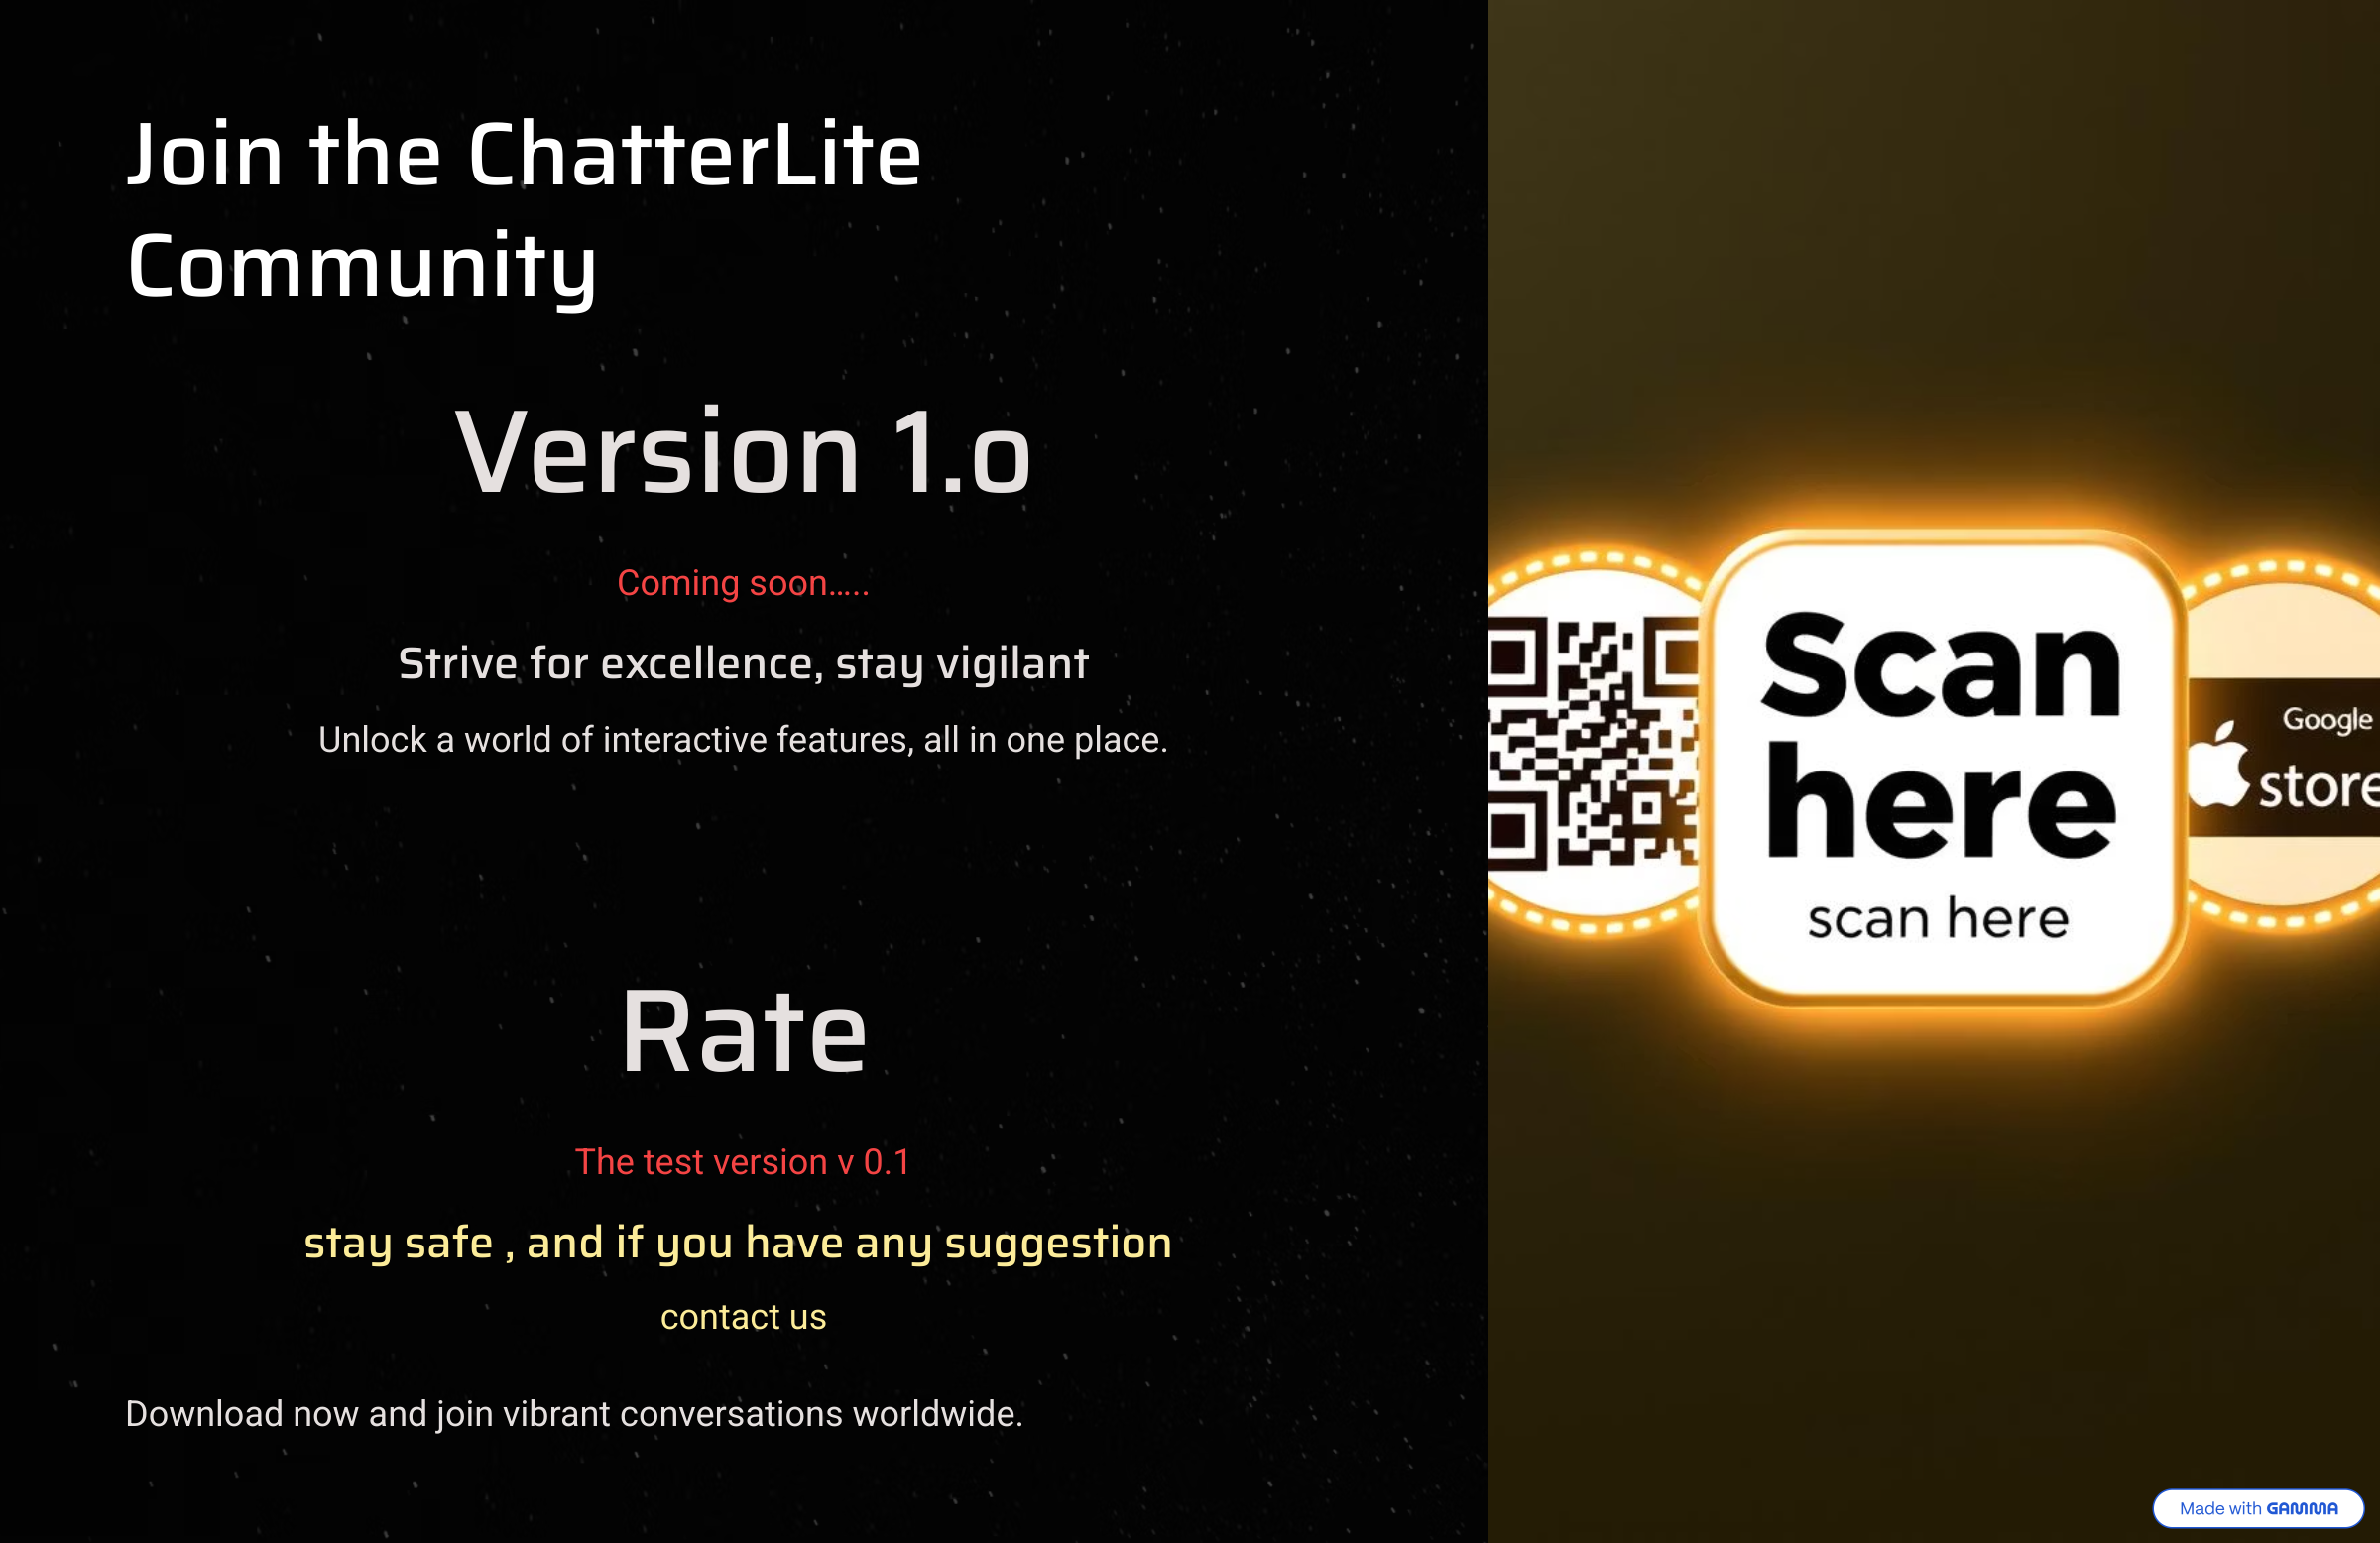 Join the ChatterLite
Community
Version 1.o
Coming soon.....
Strive for excellence, stay vigilant
Unlock a world of interactive features, all in one place.
Rate
The test version v 0.1
stay safe , and if you have any suggestion
contact us
Download now and join vibrant conversations worldwide.
Scan
here
scan here
Google
store
Made with GAMMA